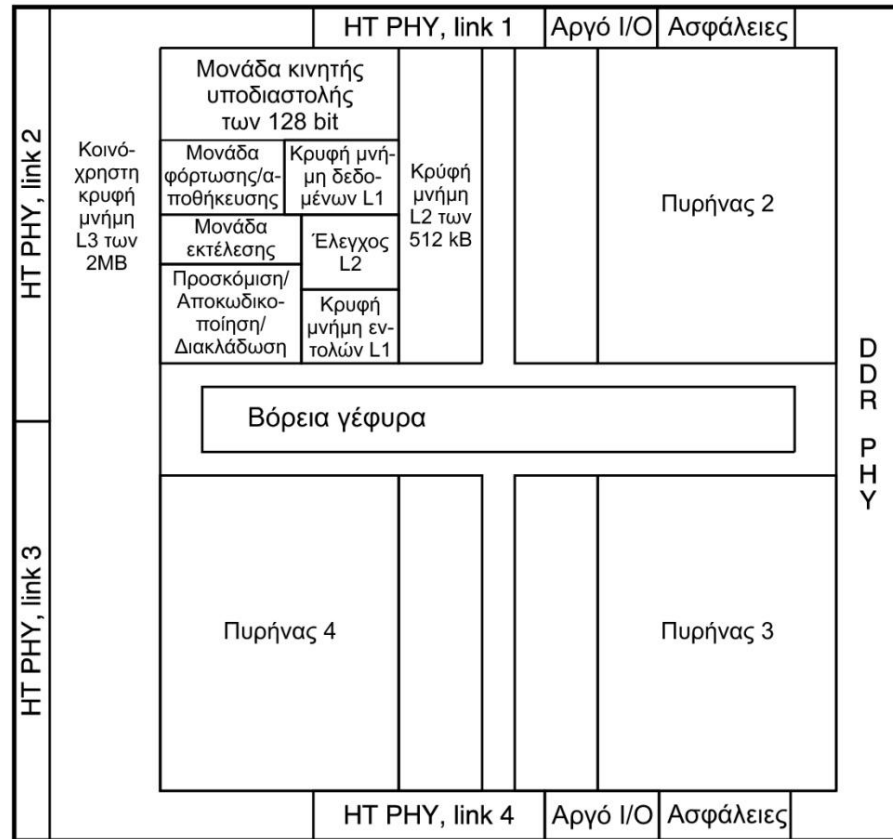 HT PHY, link 1
Αργό I/O
Ασφάλειες
HT PHY, link 2
Κοινό-
χρηστη
κρυφή
μνήμη
L3 των
2MB
Μονάδα κινητής
υποδιαστολής
των 128 bit
Μονάδα
φόρτωσης/α-
ποθήκευσης
Κρυφή μνή-
μη δεδο-
μένων L1
Μονάδα
εκτέλεσης
Έλεγχος
L2
Προσκόμιση/
Αποκωδικο-
ποίηση/
Διακλάδωση
Κρυφή
μνήμη εν-
τολών L1
Κρύφή
μνήμη
L2 των
512 kB
Πυρήνας 2
Βόρεια γέφυρα
DDR PHY
HT PHY, link 3
Πυρήνας 4
Πυρήνας 3
HT PHY, link 4
Αργό I/O
Ασφάλειες